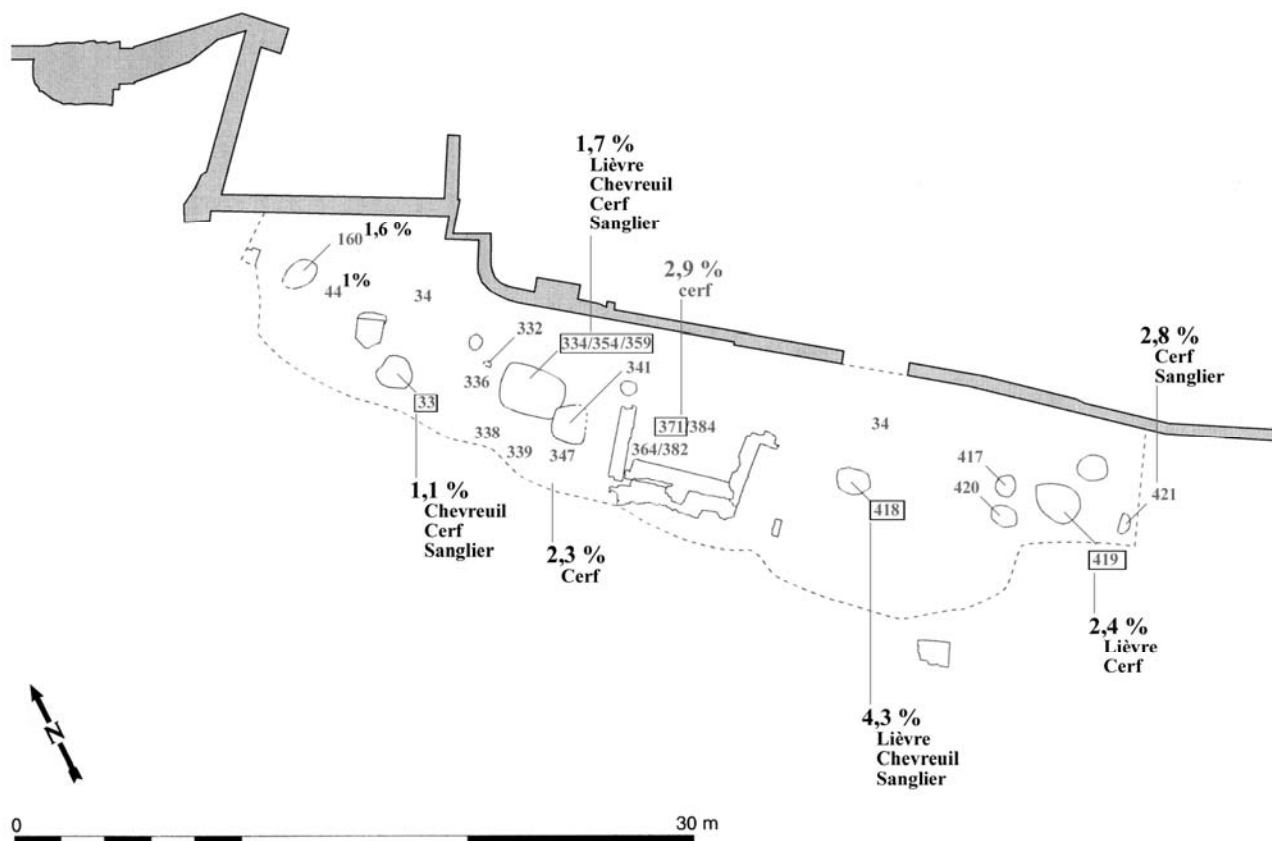 1,7 %
Lièvre
Chevreuil
Cerf
Sanglier
160 1,6 %
44 1%
34
2,9 %
cerf
332
334/354/359
336
341
33
338
339
347
371/384
364/382
34
2,8 %
Cerf
Sanglier
417
420
421
418
419
1,1 %
Chevreuil
Cerf
Sanglier
2,3 %
Cerf
2,4 %
Lièvre
Cerf
4,3 %
Lièvre
Chevreuil
Sanglier
N
0
30 m